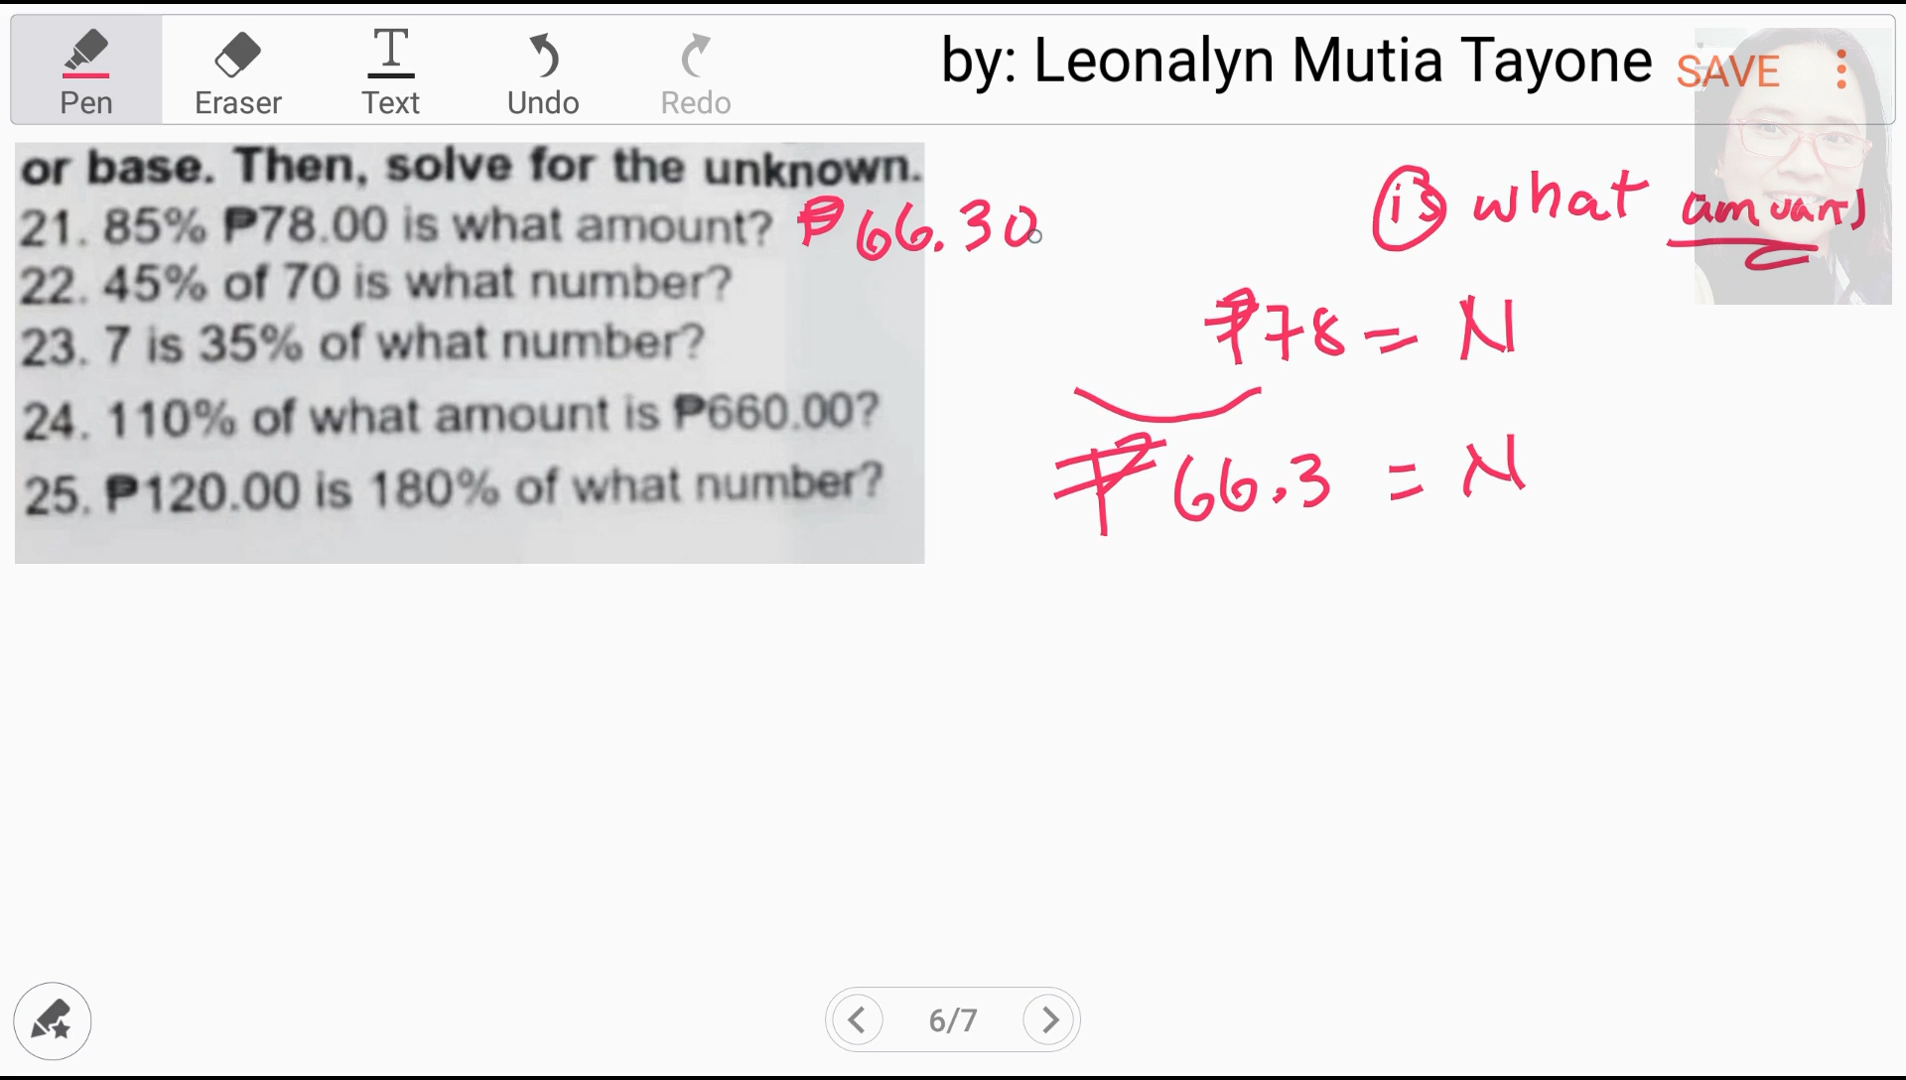 Pen
Eraser
Text
Undo
Redo
by: Leonalyn Mutia Tayone
SAVE
or base. Then, solve for the unknown.
21. 85% ₱78.00 is what amount? ₱66.30
22. 45% of 70 is what number?
23. 7 is 35% of what number?
24. 110% of what amount is ₱660.00?
25. ₱120.00 is 180% of what number?
is what
₱78 = N
₱66.3 = N
6/7